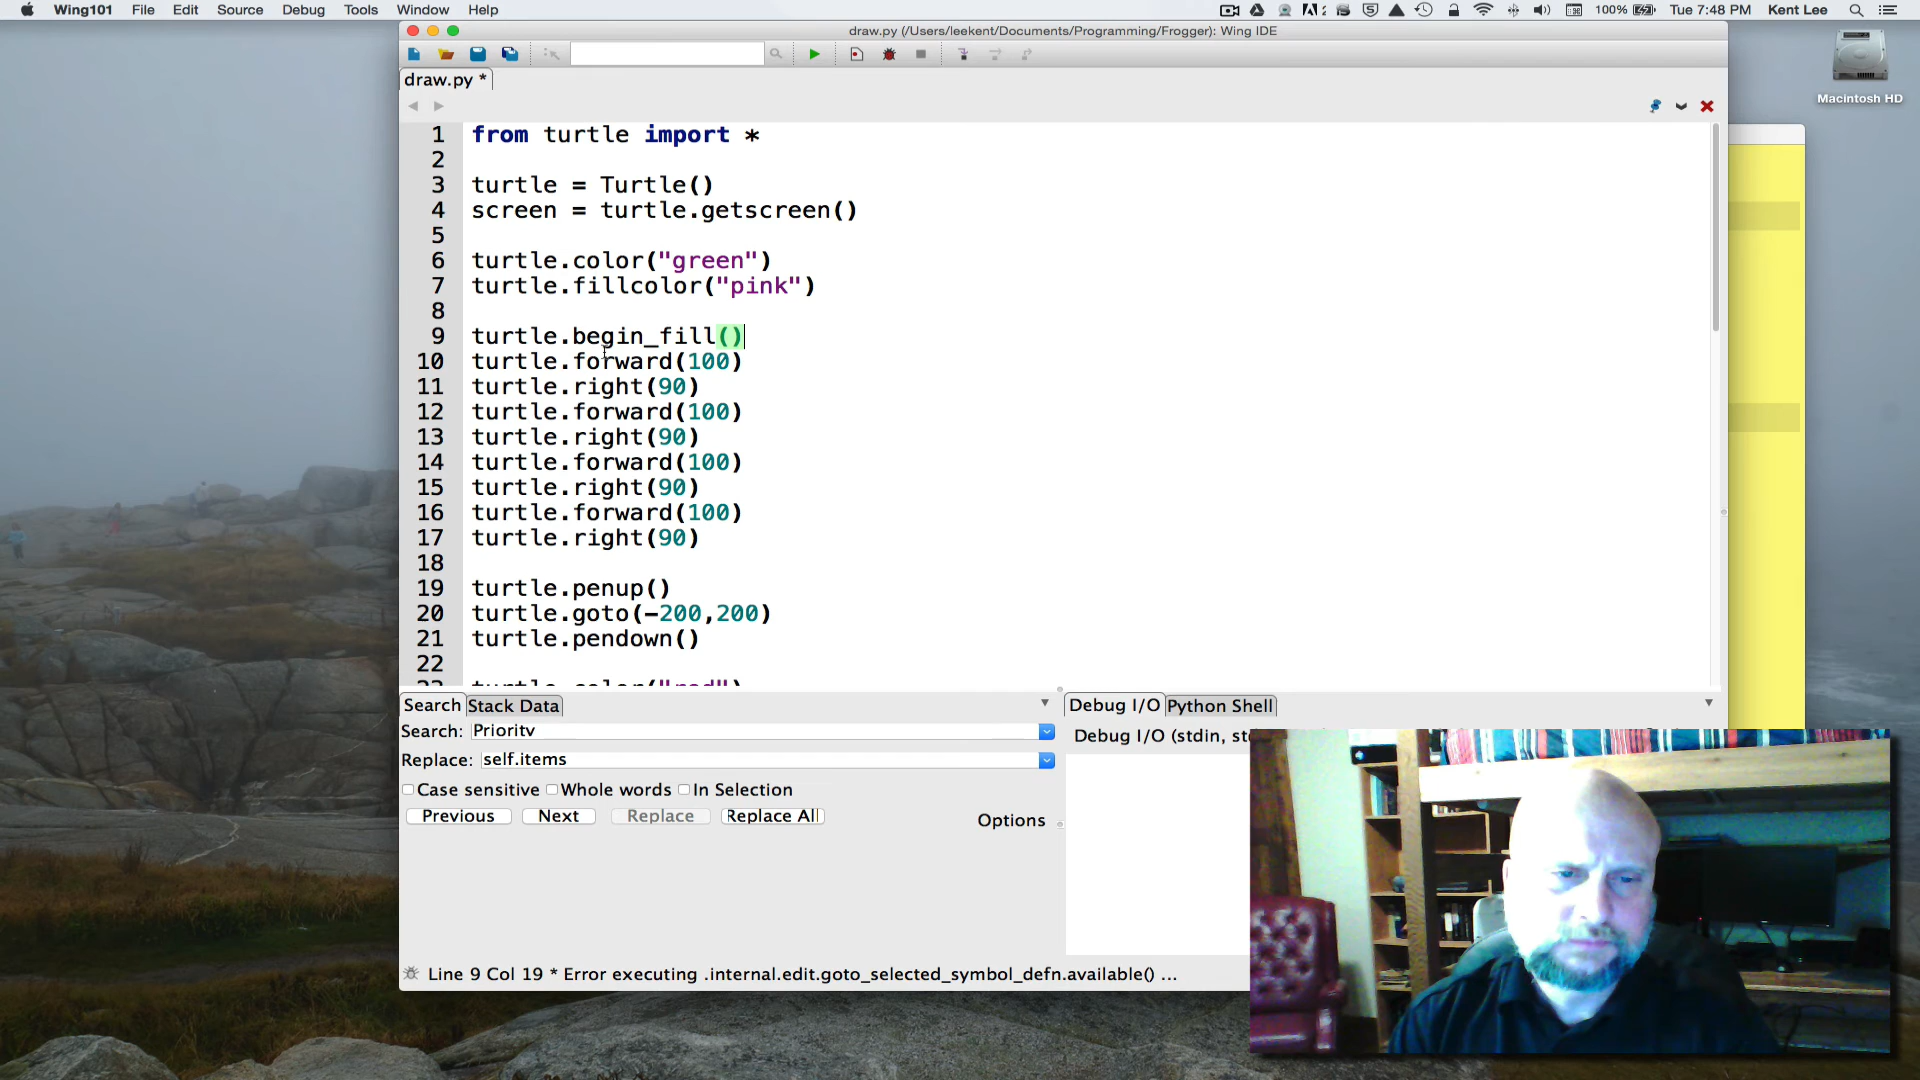 Wing101 File Edit Source Debug Tools Window Help 100% Tue 7:48 PM Kent Lee
draw.py (/Users/leekent/Documents/Programming/Frogger): Wing IDE
Macintosh HD
draw.py *
1 from turtle import *
2
3 turtle = Turtle()
4 screen = turtle.getscreen()
5
6 turtle.color("green")
7 turtle.fillcolor("pink")
8
9 turtle.begin_fill()
10 turtle.forward(100)
11 turtle.right(90)
12 turtle.forward(100)
13 turtle.right(90)
14 turtle.forward(100)
15 turtle.right(90)
16 turtle.forward(100)
17 turtle.right(90)
18
19 turtle.penup()
20 turtle.goto(-200,200)
21 turtle.pendown()
22
23 turtle.color("red")
Search Stack Data Debug I/O Python Shell
Search: Priority
Debug I/O (stdin,
Replace: self.items
Case sensitive Whole words In Selection
Previous Next Replace Replace All Options
Line 9 Col 19 * Error executing .internal.edit.goto_selected_symbol_defn.available() ...